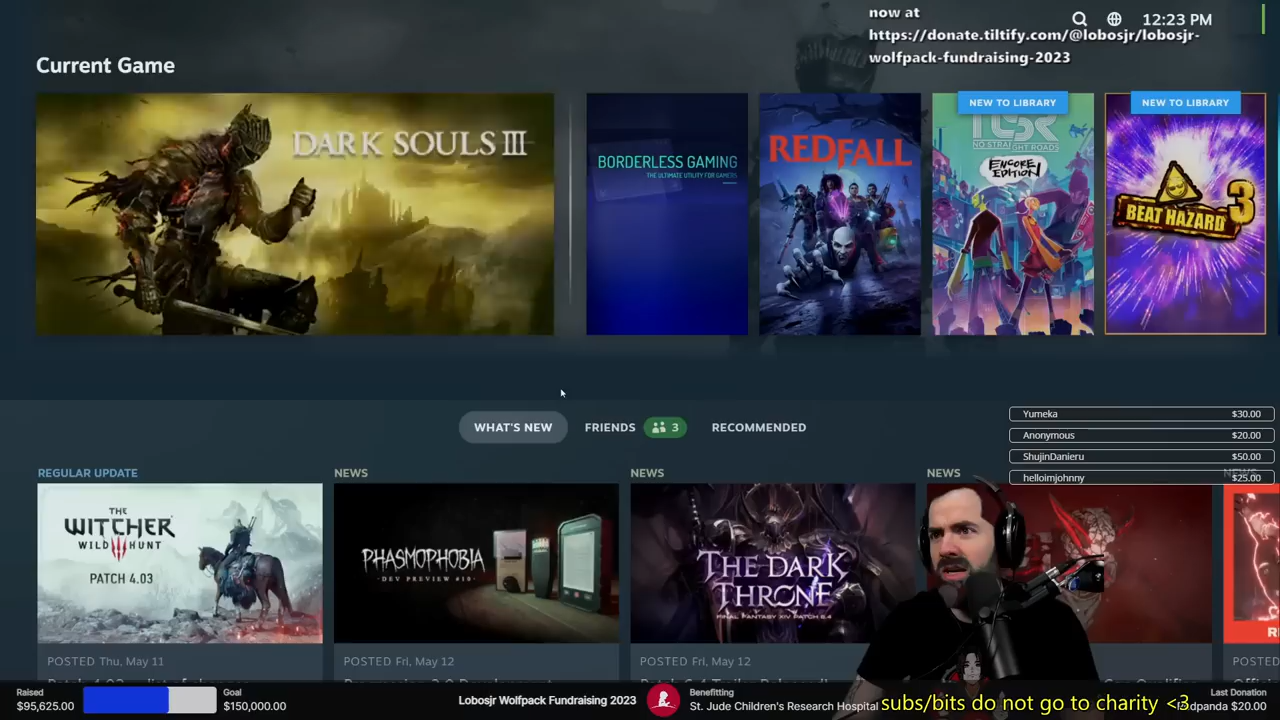 now at
https://donate.tiltify.com/@lobosjr/lobosjr-
wolfpack-fundraising-2023
12:23 PM
Current Game
DARK SOULS III
BORDERLESS GAMING
THE ULTIMATE UTILITY FOR GAMERS
REDFALL
NEW TO LIBRARY
NO STRAIGHT ROADS
ENCORE
EDITION
NEW TO LIBRARY
BEAT HAZARD 3
WHAT'S NEW
FRIENDS
3
RECOMMENDED
Yumeka $30.00
Anonymous $20.00
ShujinDanieru $50.00
helloimjohnny $25.00
REGULAR UPDATE
NEWS
NEWS
NEWS
NEWS
THE
WITCHER
WILD HUNT
PATCH 4.03
PHASMOPHOBIA
-DEV PREVIEW #10-
THE DARK
THRONE
FINAL FANTASY XIV PATCH 6.4
POSTED Thu, May 11
POSTED Fri, May 12
POSTED Fri, May 12
POSTED
Raised
$95,625.00
Goal
$150,000.00
Lobosjr Wolfpack Fundraising 2023
Benefitting
St. Jude Children's Research Hospital
subs/bits do not go to charity <3
Last Donation
$20.00